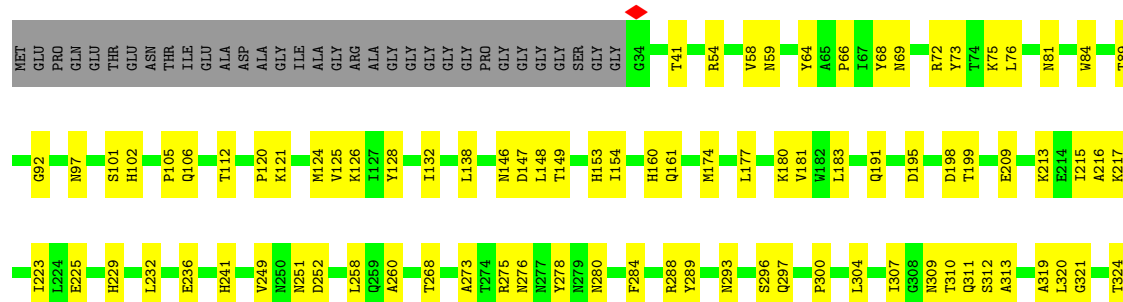 MET GLU PRO GLN GLU THR GLU ASN THR ILE GLU ALA ASP ALA GLY ILE ALA GLY ARG ALA GLY GLY GLY GLY PRO GLY GLY GLY GLY SER GLY GLY G34 T41 R54 V58 N59 Y64 A65 P66 I67 Y68 N69 R72 Y73 T74 K75 L76 N81 W84 T89
G92 N97 S101 H102 P105 Q106 T112 P120 K121 M124 V125 K126 I127 Y128 I132 L138 N146 D147 L148 T149 H153 I154 H160 Q161 M174 L177 K180 V181 W182 L183 Q191 D195 D198 T199 E209 K213 E214 I215 A216 K217
I223 L224 E225 H229 L232 E236 H241 V249 N250 N251 D252 L258 Q259 A260 T268 A273 T274 R275 N276 N277 Y278 N279 N280 F284 R288 Y289 N293 S296 Q297 P300 L304 I307 G308 N309 T310 Q311 S312 A313 A319 L320 G321 T324